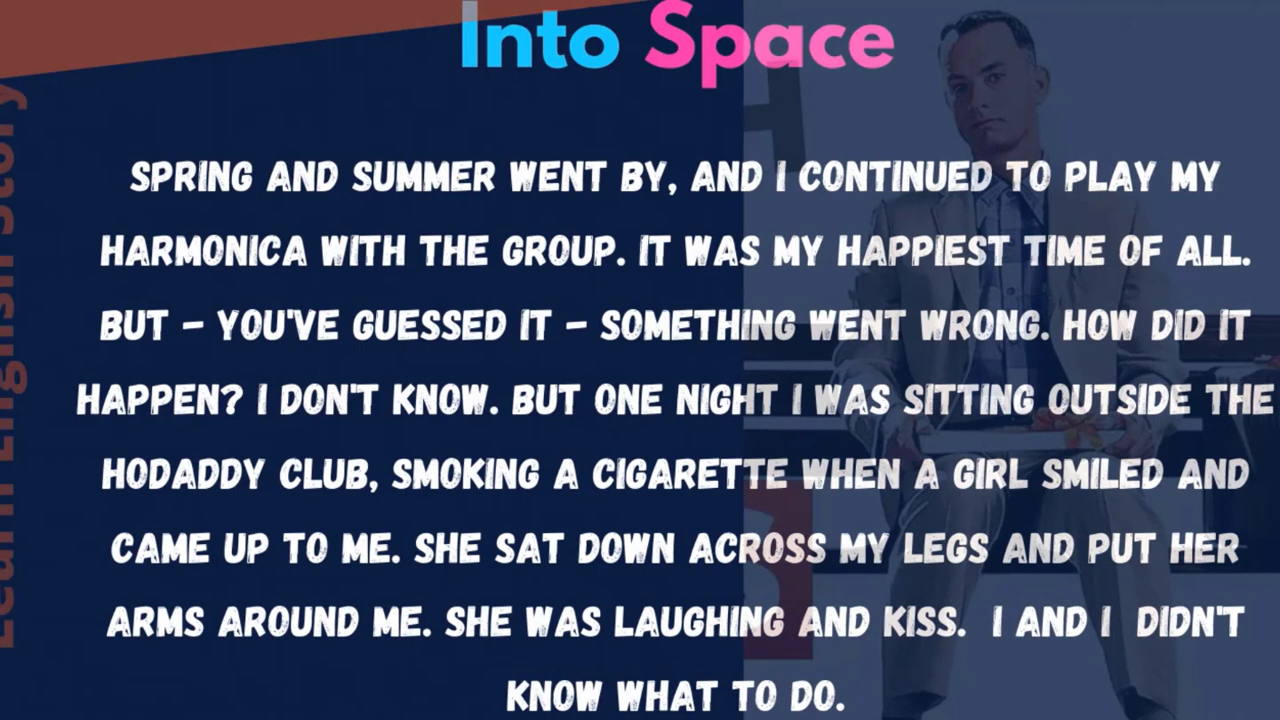 Into Space
SPRING AND SUMMER WENT BY, AND I CONTINUED TO PLAY MY
HARMONICA WITH THE GROUP. IT WAS MY HAPPIEST TIME OF ALL.
BUT – YOU'VE GUESSED IT – SOMETHING WENT WRONG. HOW DID IT
HAPPEN? I DON'T KNOW. BUT ONE NIGHT I WAS SITTING OUTSIDE THE
HODADDY CLUB, SMOKING A CIGARETTE WHEN A GIRL SMILED AND
CAME UP TO ME. SHE SAT DOWN ACROSS MY LEGS AND PUT HER
ARMS AROUND ME. SHE WAS LAUGHING AND KISS.  I AND I  DIDN'T
KNOW WHAT TO DO.
Learn English Story